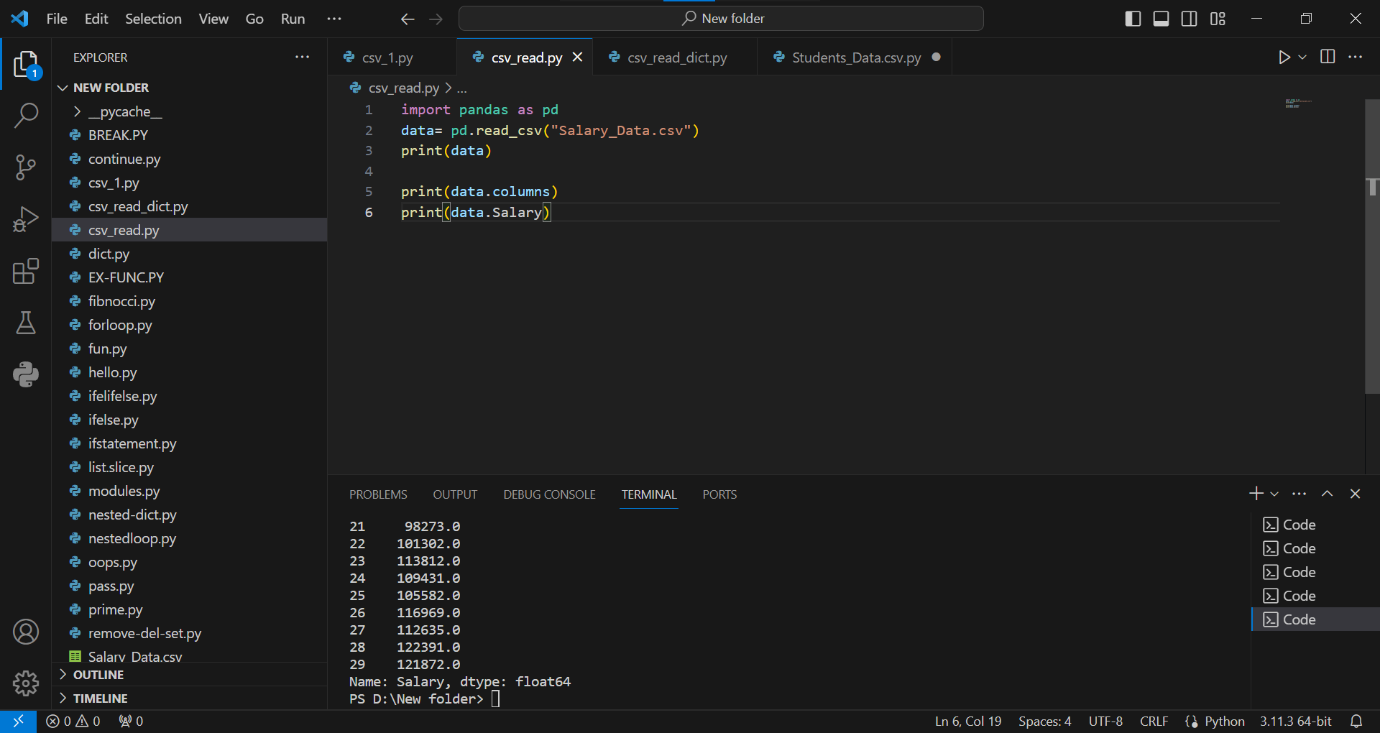 File Edit Selection View Go Run ... New folder
EXPLORER ...
NEW FOLDER
__pycache__
BREAK.PY
continue.py
csv_1.py
csv_read_dict.py
csv_read.py
dict.py
EX-FUNC.PY
fibnocci.py
forloop.py
fun.py
hello.py
ifelifelse.py
ifelse.py
ifstatement.py
list.slice.py
modules.py
nested-dict.py
nestedloop.py
oops.py
pass.py
prime.py
remove-del-set.py
Salary_Data.csv
OUTLINE
TIMELINE
1
csv_1.py csv_read.py csv_read_dict.py Students_Data.csv.py
csv_read.py > ...
1 import pandas as pd
2 data= pd.read_csv("Salary_Data.csv")
3 print(data)
4
5 print(data.columns)
6 print(data.Salary)
PROBLEMS OUTPUT DEBUG CONSOLE TERMINAL PORTS
21 98273.0
22 101302.0
23 113812.0
24 109431.0
25 105582.0
26 116969.0
27 112635.0
28 122391.0
29 121872.0
Name: Salary, dtype: float64
PS D:\New folder>
Code
Code
Code
Code
Code
0 0 0 Ln 6, Col 19 Spaces: 4 UTF-8 CRLF Python 3.11.3 64-bit